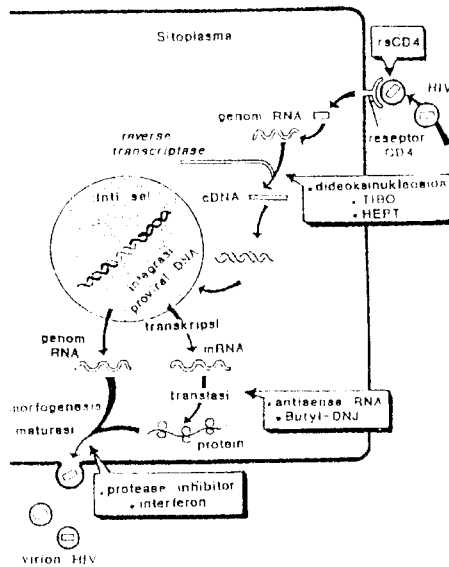 Sitoplasma
rsCD4
HIV
genom RNA
reseptor
CD4
reverse
transcriptase
cDNA
• dideoksinukleosida
• TIBO
• HEPT
Inti sel
integrasi
proviral DNA
transkripsi
genom
RNA
mRNA
translasi
• antisense RNA
• Butyl-DNJ
morfogenesis
maturasi
protein
• protease inhibitor
• interferon
virion HIV